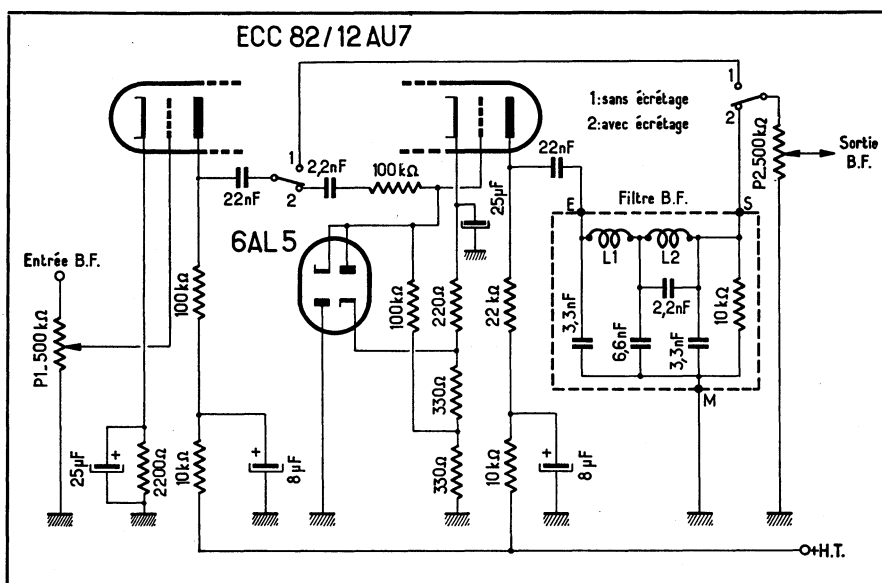 ECC 82/12 AU7
1
1:sans écrêtage
2:avec écrêtage
1
2
P2.500kΩ
Sortie
B.F.
22nF
1
2
2,2nF
100kΩ
22nF
25µF
Filtre B.F.
E
S
6AL5
Entrée B.F.
P1_500kΩ
100kΩ
100kΩ
220Ω
22kΩ
L1
L2
2,2nF
3,3nF
6,6nF
3,3nF
10kΩ
M
330Ω
25µF
+
2200Ω
10kΩ
+
8µF
330Ω
10kΩ
+
8µF
+H.T.